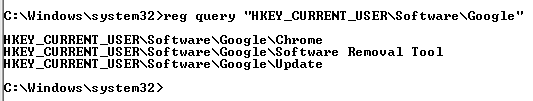 C:\Windows\system32>reg query "HKEY_CURRENT_USER\Software\Google"
HKEY_CURRENT_USER\Software\Google\Chrome
HKEY_CURRENT_USER\Software\Google\Software Removal Tool
HKEY_CURRENT_USER\Software\Google\Update
C:\Windows\system32>